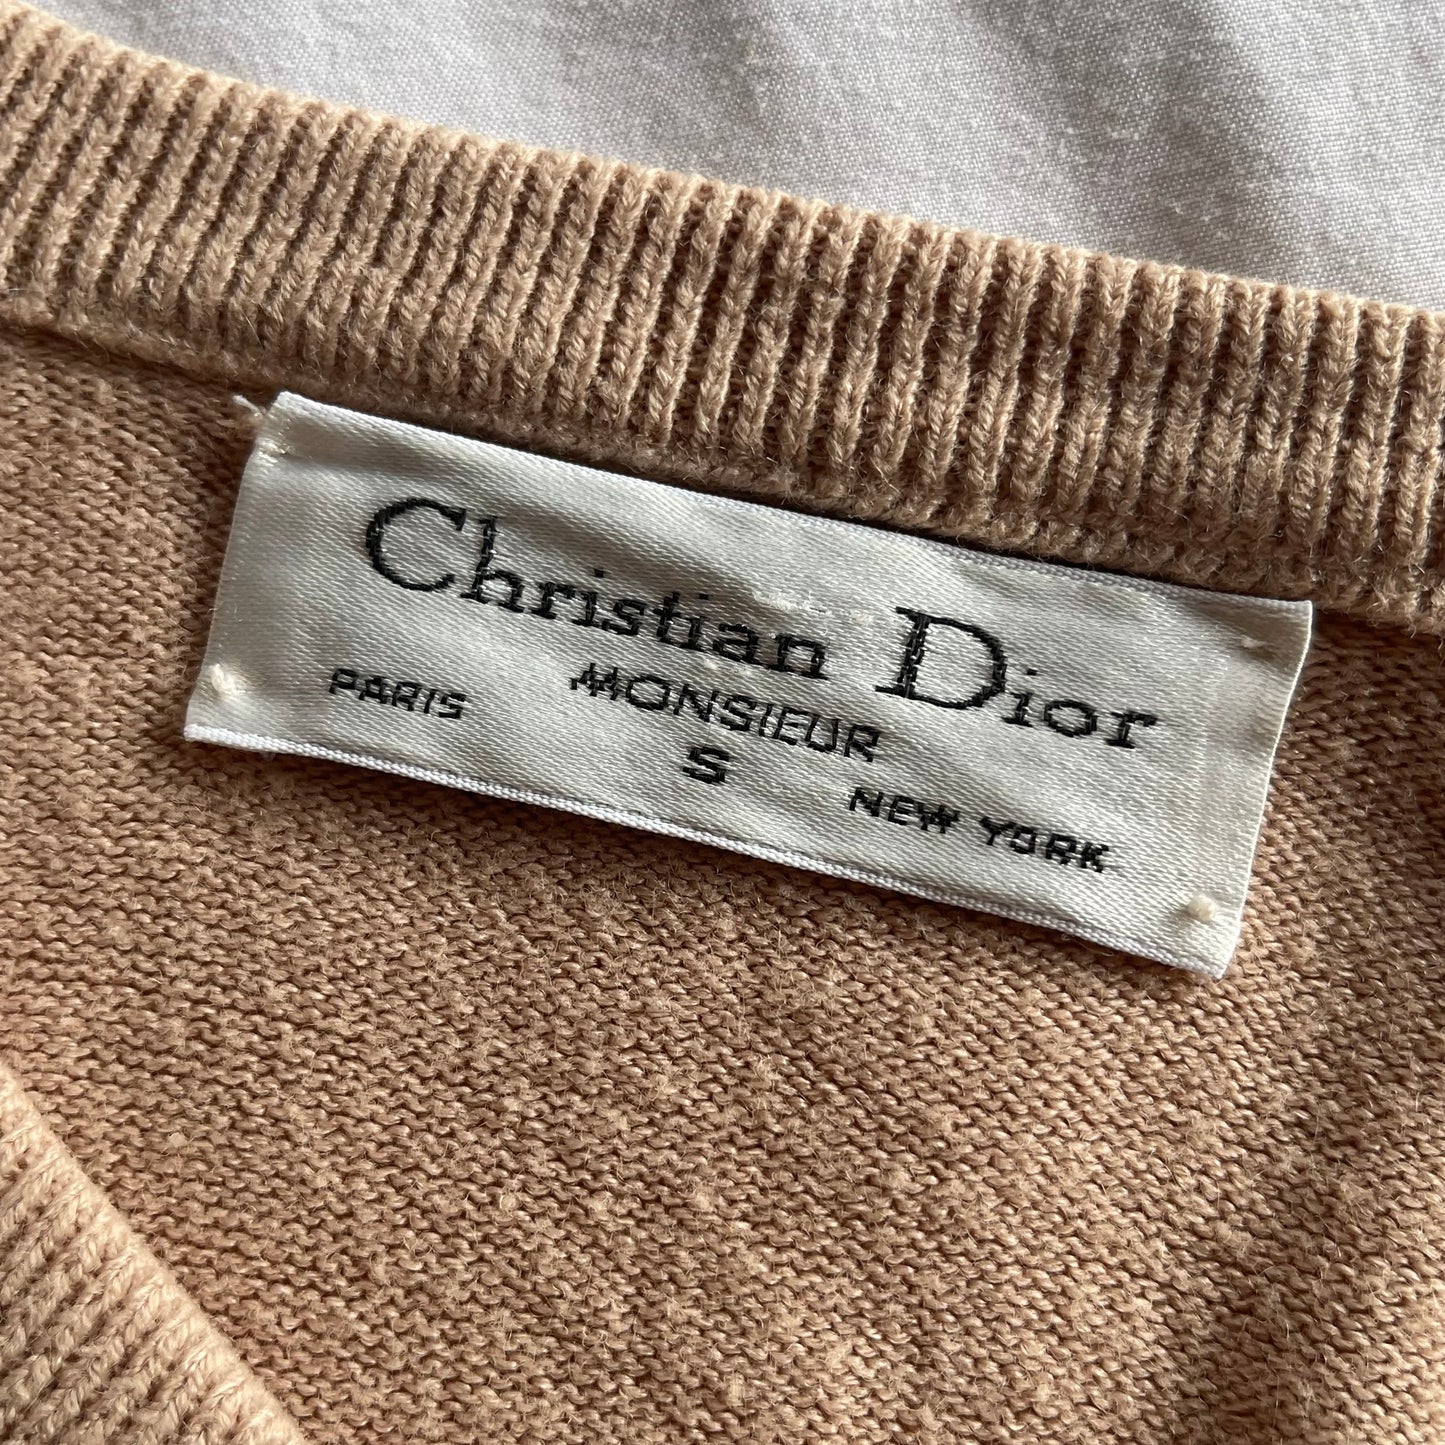 Christian Dior
MONSIEUR
PARIS S NEW YORK